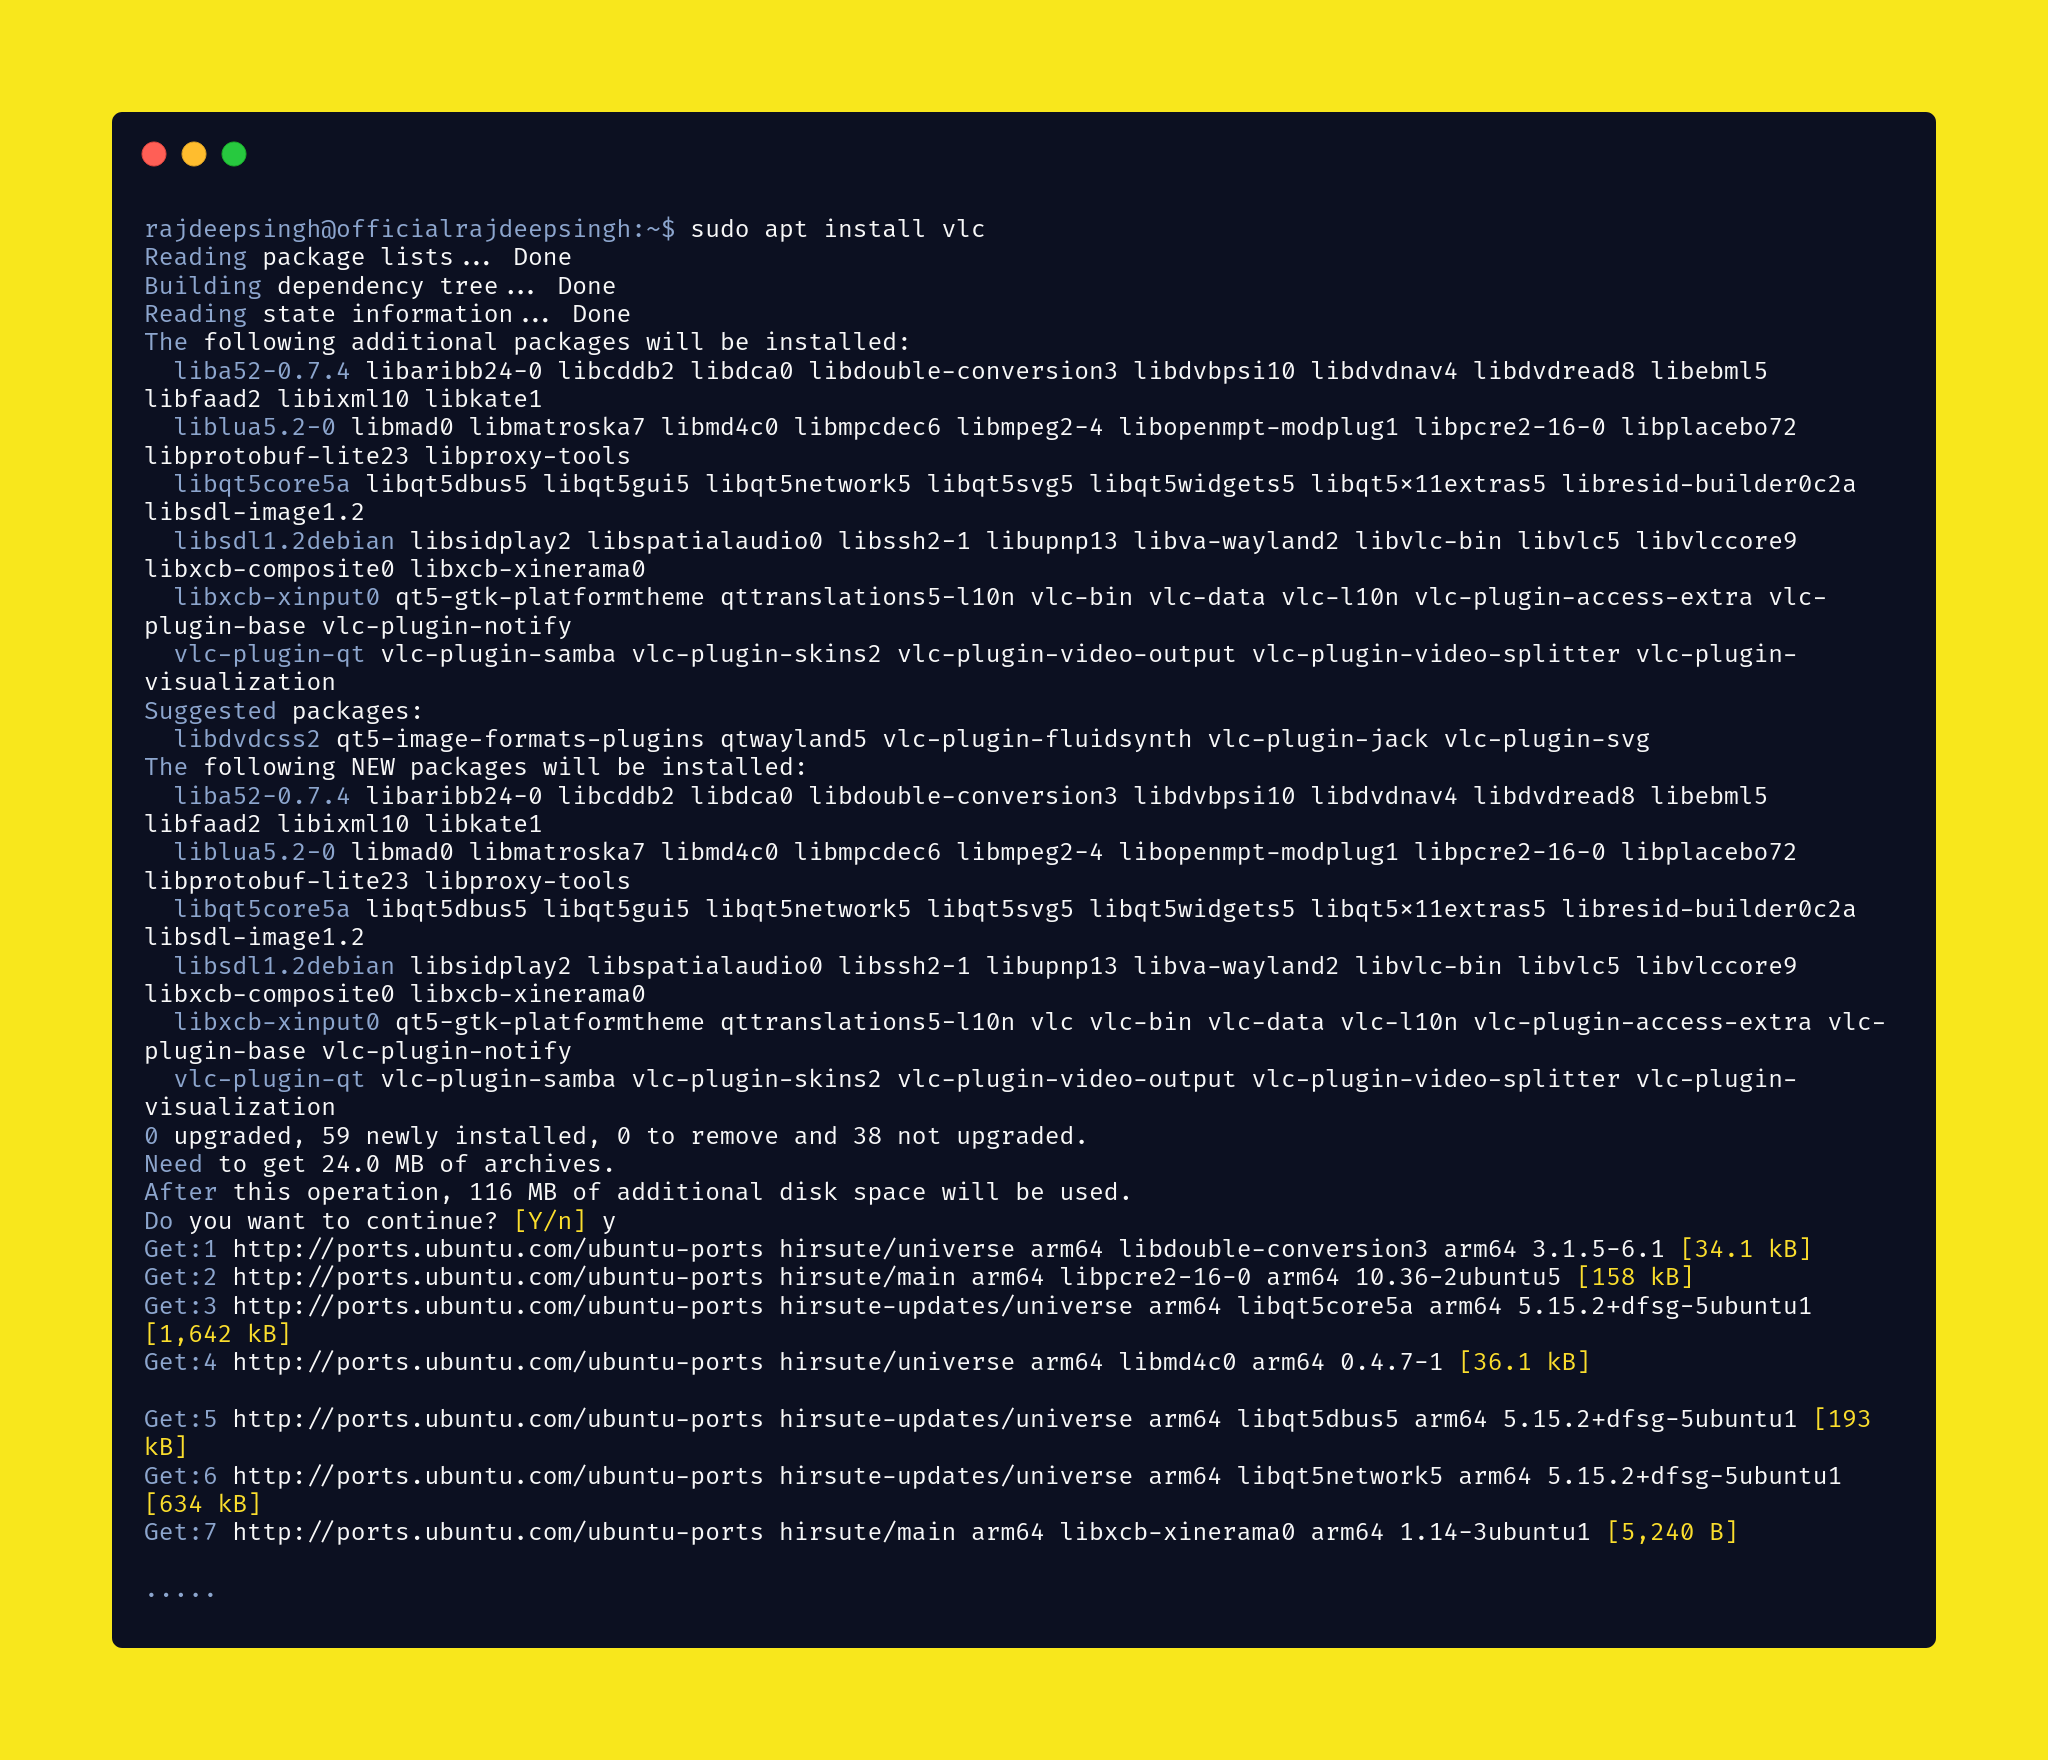 rajdeepsingh@officialrajdeepsingh:~$ sudo apt install vlc
Reading package lists... Done
Building dependency tree... Done
Reading state information... Done
The following additional packages will be installed:
  liba52-0.7.4 libaribb24-0 libcddb2 libdca0 libdouble-conversion3 libdvbpsi10 libdvdnav4 libdvdread8 libebml5
libfaad2 libixml10 libkate1
  liblua5.2-0 libmad0 libmatroska7 libmd4c0 libmpcdec6 libmpeg2-4 libopenmpt-modplug1 libpcre2-16-0 libplacebo72
libprotobuf-lite23 libproxy-tools
  libqt5core5a libqt5dbus5 libqt5gui5 libqt5network5 libqt5svg5 libqt5widgets5 libqt5×11extras5 libresid-builder0c2a
libsdl-image1.2
  libsdl1.2debian libsidplay2 libspatialaudio0 libssh2-1 libupnp13 libva-wayland2 libvlc-bin libvlc5 libvlccore9
libxcb-composite0 libxcb-xinerama0
  libxcb-xinput0 qt5-gtk-platformtheme qttranslations5-l10n vlc-bin vlc-data vlc-l10n vlc-plugin-access-extra vlc-
plugin-base vlc-plugin-notify
  vlc-plugin-qt vlc-plugin-samba vlc-plugin-skins2 vlc-plugin-video-output vlc-plugin-video-splitter vlc-plugin-
visualization
Suggested packages:
  libdvdcss2 qt5-image-formats-plugins qtwayland5 vlc-plugin-fluidsynth vlc-plugin-jack vlc-plugin-svg
The following NEW packages will be installed:
  liba52-0.7.4 libaribb24-0 libcddb2 libdca0 libdouble-conversion3 libdvbpsi10 libdvdnav4 libdvdread8 libebml5
libfaad2 libixml10 libkate1
  liblua5.2-0 libmad0 libmatroska7 libmd4c0 libmpcdec6 libmpeg2-4 libopenmpt-modplug1 libpcre2-16-0 libplacebo72
libprotobuf-lite23 libproxy-tools
  libqt5core5a libqt5dbus5 libqt5gui5 libqt5network5 libqt5svg5 libqt5widgets5 libqt5×11extras5 libresid-builder0c2a
libsdl-image1.2
  libsdl1.2debian libsidplay2 libspatialaudio0 libssh2-1 libupnp13 libva-wayland2 libvlc-bin libvlc5 libvlccore9
libxcb-composite0 libxcb-xinerama0
  libxcb-xinput0 qt5-gtk-platformtheme qttranslations5-l10n vlc vlc-bin vlc-data vlc-l10n vlc-plugin-access-extra vlc-
plugin-base vlc-plugin-notify
  vlc-plugin-qt vlc-plugin-samba vlc-plugin-skins2 vlc-plugin-video-output vlc-plugin-video-splitter vlc-plugin-
visualization
0 upgraded, 59 newly installed, 0 to remove and 38 not upgraded.
Need to get 24.0 MB of archives.
After this operation, 116 MB of additional disk space will be used.
Do you want to continue? [Y/n] y
Get:1 http://ports.ubuntu.com/ubuntu-ports hirsute/universe arm64 libdouble-conversion3 arm64 3.1.5-6.1 [34.1 kB]
Get:2 http://ports.ubuntu.com/ubuntu-ports hirsute/main arm64 libpcre2-16-0 arm64 10.36-2ubuntu5 [158 kB]
Get:3 http://ports.ubuntu.com/ubuntu-ports hirsute-updates/universe arm64 libqt5core5a arm64 5.15.2+dfsg-5ubuntu1
[1,642 kB]
Get:4 http://ports.ubuntu.com/ubuntu-ports hirsute/universe arm64 libmd4c0 arm64 0.4.7-1 [36.1 kB]
Get:5 http://ports.ubuntu.com/ubuntu-ports hirsute-updates/universe arm64 libqt5dbus5 arm64 5.15.2+dfsg-5ubuntu1 [193
kB]
Get:6 http://ports.ubuntu.com/ubuntu-ports hirsute-updates/universe arm64 libqt5network5 arm64 5.15.2+dfsg-5ubuntu1
[634 kB]
Get:7 http://ports.ubuntu.com/ubuntu-ports hirsute/main arm64 libxcb-xinerama0 arm64 1.14-3ubuntu1 [5,240 B]
.....